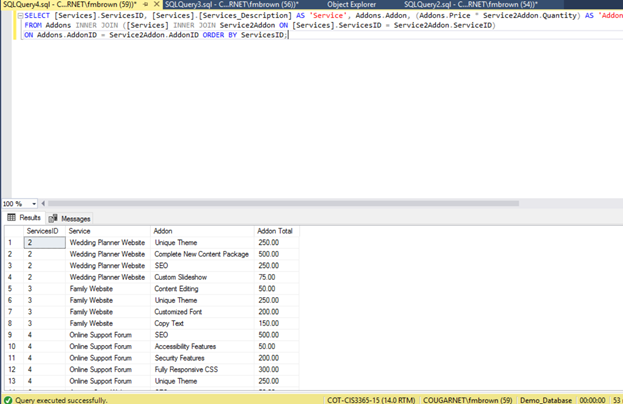 SQLQuery4.sql - C...RNET\fmbrown (59))* SQLQuery3.sql - C...RNET\fmbrown (56))* Object Explorer SQLQuery2.sql - C...RNET\fmbrown (54))*
SELECT [Services].ServicesID, [Services].[Services_Description] AS 'Service', Addons.Addon, (Addons.Price * Service2Addon.Quantity) AS 'Addon
FROM Addons INNER JOIN ([Services] INNER JOIN Service2Addon ON [Services].ServicesID = Service2Addon.ServiceID)
ON Addons.AddonID = Service2Addon.AddonID ORDER BY ServicesID;
100 %
Results Messages
ServicesID Service Addon Addon Total
1 2 Wedding Planner Website Unique Theme 250.00
2 2 Wedding Planner Website Complete New Content Package 500.00
3 2 Wedding Planner Website SEO 250.00
4 2 Wedding Planner Website Custom Slideshow 75.00
5 3 Family Website Content Editing 50.00
6 3 Family Website Unique Theme 250.00
7 3 Family Website Customized Font 200.00
8 3 Family Website Copy Text 150.00
9 4 Online Support Forum SEO 500.00
10 4 Online Support Forum Accessibility Features 50.00
11 4 Online Support Forum Security Features 200.00
12 4 Online Support Forum Fully Responsive CSS 300.00
13 4 Online Support Forum Unique Theme 250.00
Query executed successfully. COT-CIS3365-15 (14.0 RTM) COUGARNET\fmbrown (59) Demo_Database 00:00:00 53